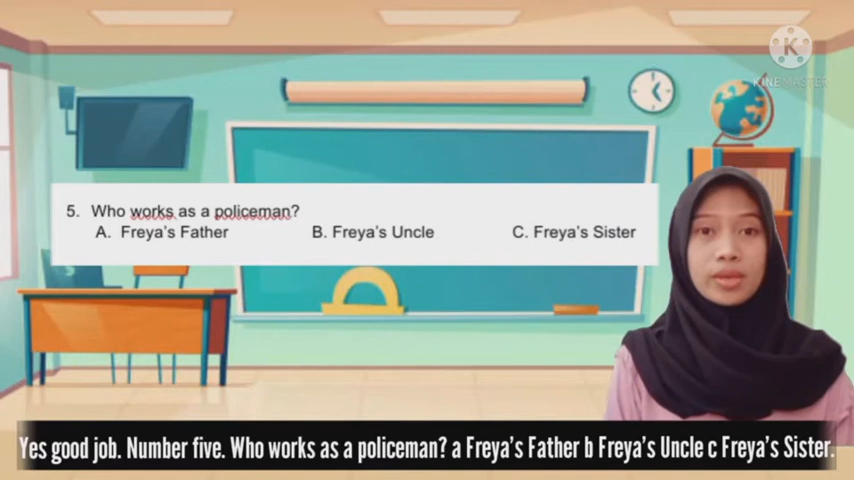 K
KINEMASTER
5. Who works as a policeman?
A. Freya's Father B. Freya's Uncle C. Freya's Sister
Yes good job. Number five. Who works as a policeman? a Freya's Father b Freya's Uncle c Freya's Sister.